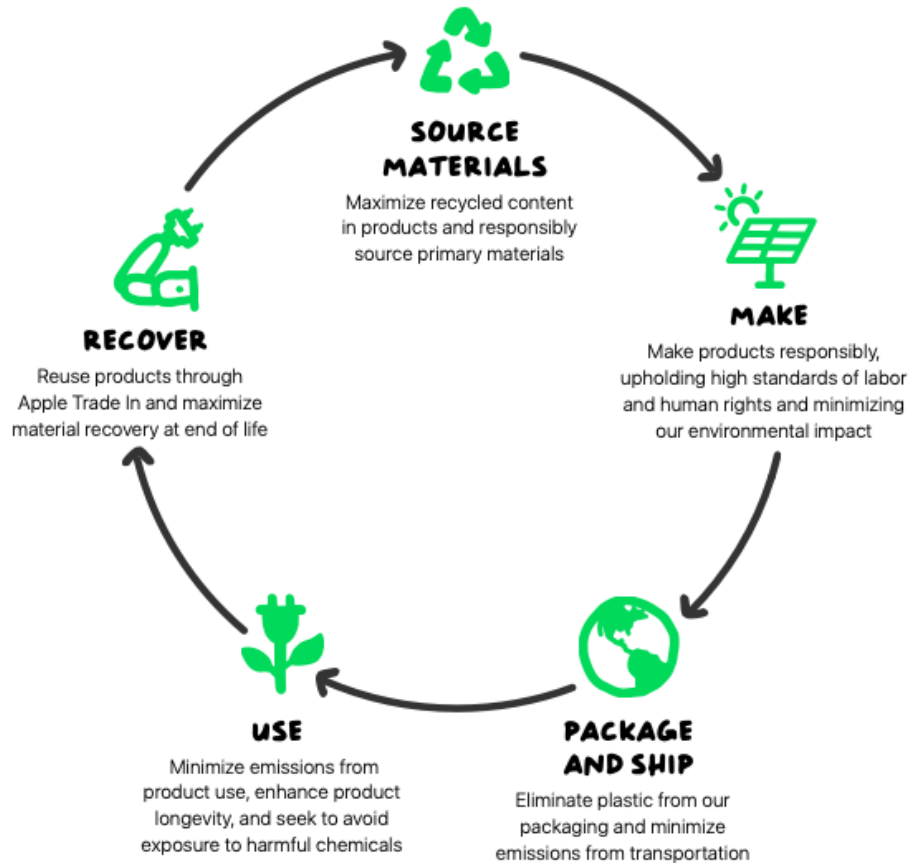 SOURCE
MATERIALS
Maximize recycled content
in products and responsibly
source primary materials
MAKE
Make products responsibly,
upholding high standards of labor
and human rights and minimizing
our environmental impact
PACKAGE
AND SHIP
Eliminate plastic from our
packaging and minimize
emissions from transportation
USE
Minimize emissions from
product use, enhance product
longevity, and seek to avoid
exposure to harmful chemicals
RECOVER
Reuse products through
Apple Trade In and maximize
material recovery at end of life